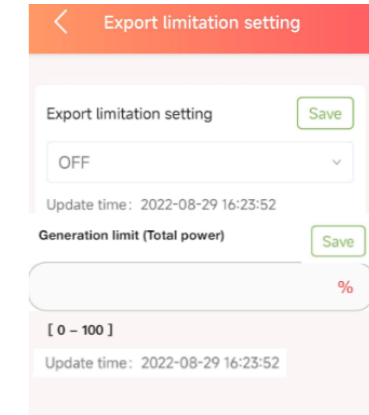 Export limitation setting
Export limitation setting
Save
OFF
Update time: 2022-08-29 16:23:52
Generation limit (Total power)
Save
%
[ 0 – 100 ]
Update time: 2022-08-29 16:23:52